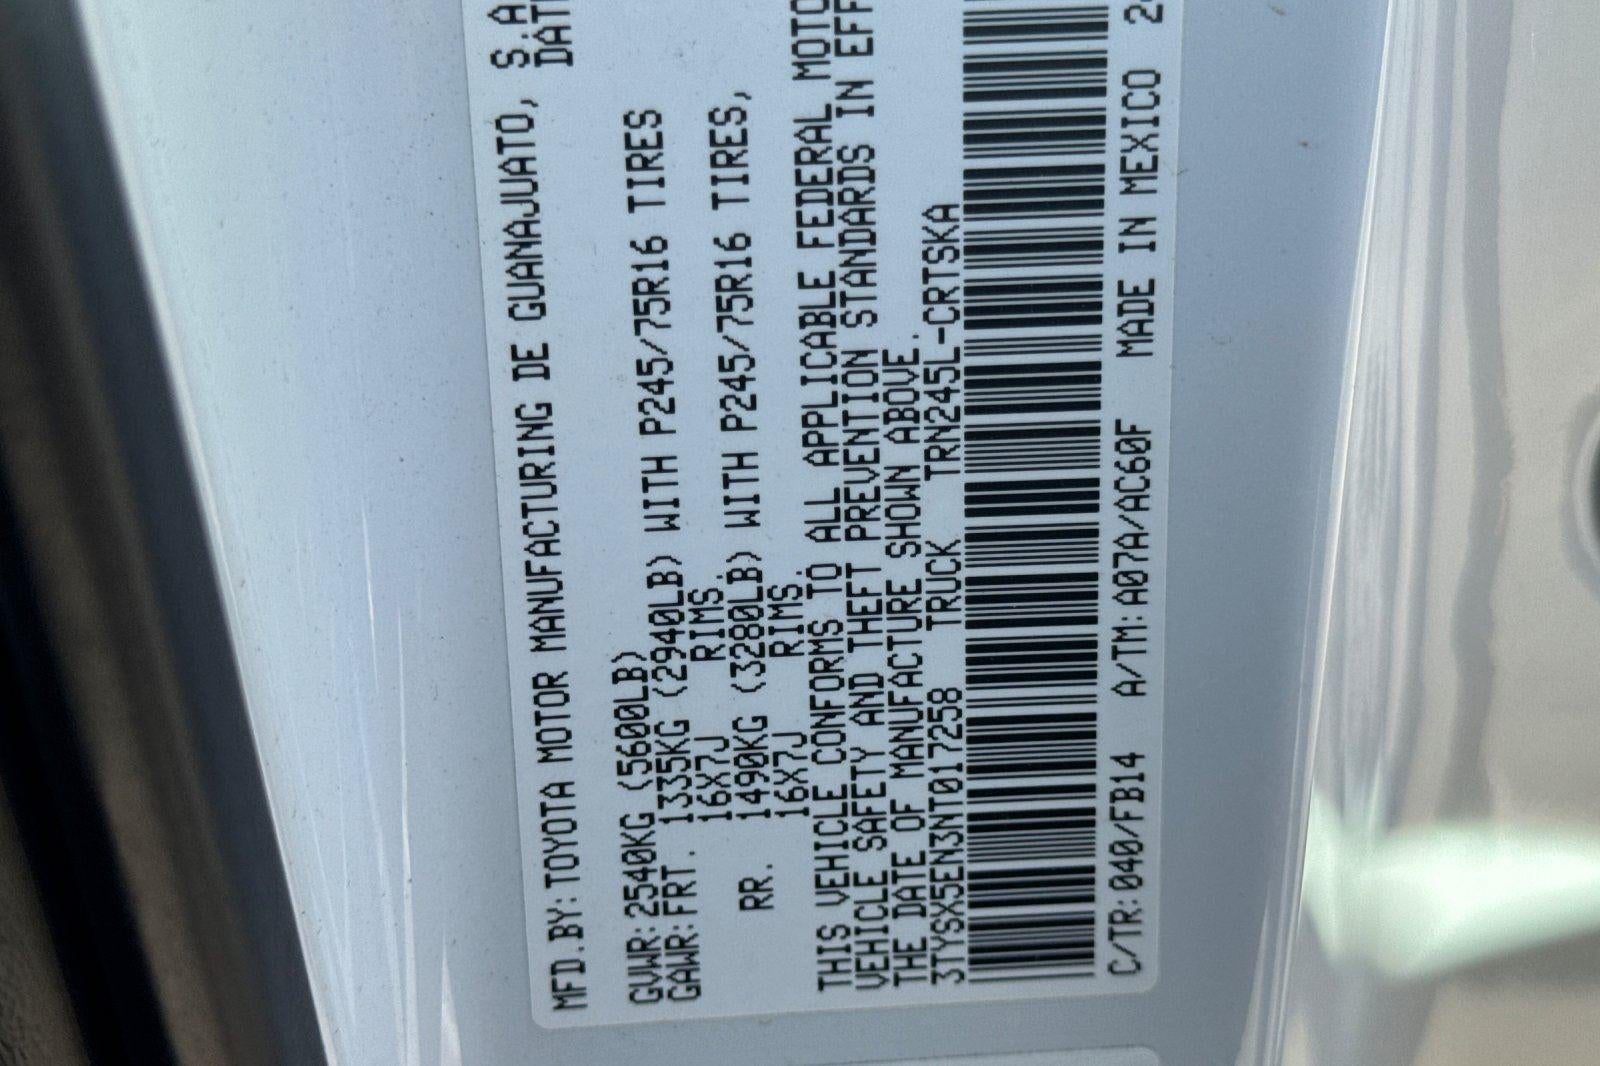 MFD.BY:TOYOTA MOTOR MANUFACTURING DE GUANAJUATO, S.A
DAT
GVWR:2540KG (5600LB)
GAWR:FRT. 1335KG (2940LB) WITH P245/75R16 TIRES
16X7J RIMS.
RR. 1490KG (3280LB) WITH P245/75R16 TIRES,
16X7J RIMS.
THIS VEHICLE CONFORMS TO ALL APPLICABLE FEDERAL MOTO
VEHICLE SAFETY AND THEFT PREVENTION STANDARDS IN EFF
THE DATE OF MANUFACTURE SHOWN ABOVE.
3TYSX5EN3NT017258 TRUCK TRN245L-CRTSKA
C/TR:040/FB14 A/TM:A07A/AC60F MADE IN MEXICO